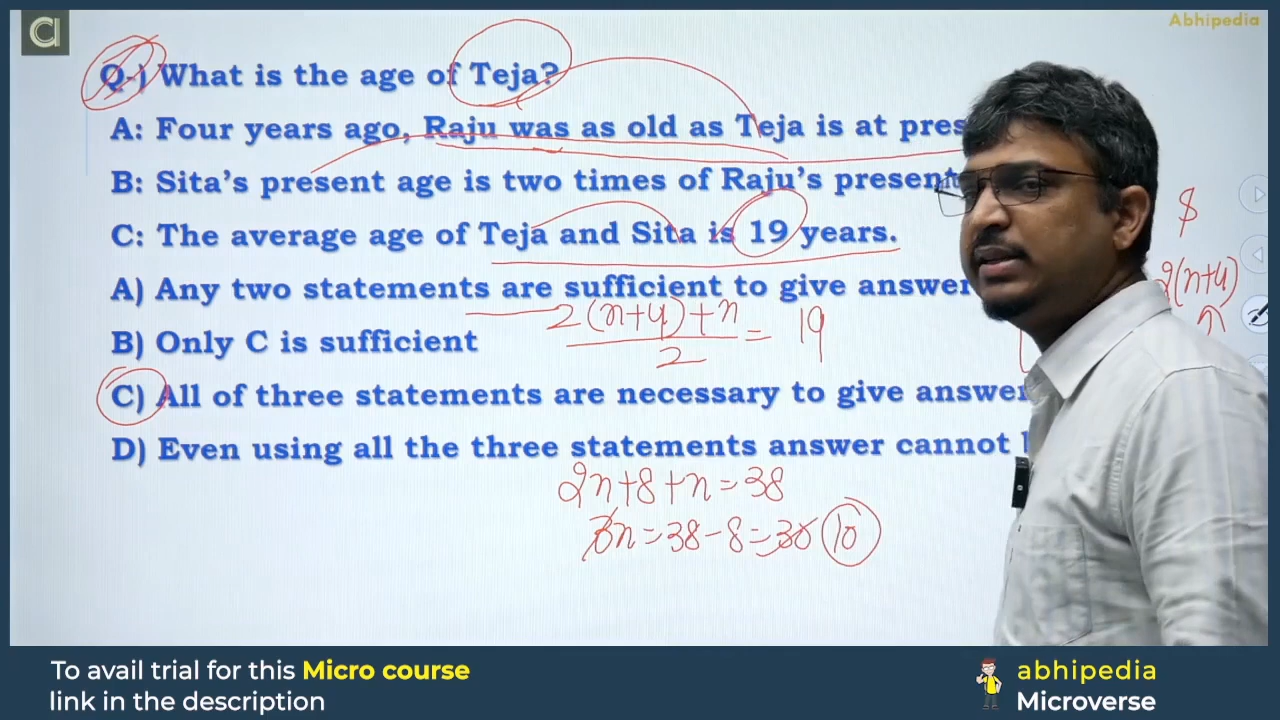 Abhipedia
Q-) What is the age of Teja?
A: Four years ago, Raju was as old as Teja is at pres
B: Sita's present age is two times of Raju's present
C: The average age of Teja and Sita is 19 years.
S
A) Any two statements are sufficient to give answer
2(n+4)
2(n+4)+n / 2 = 19
n
B) Only C is sufficient
C) All of three statements are necessary to give answer
D) Even using all the three statements answer cannot
2n+8+n=38
3n=38-8=30 10
To avail trial for this Micro course
link in the description
abhipedia
Microverse